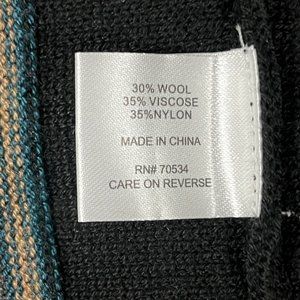 30% WOOL
35% VISCOSE
35%NYLON
MADE IN CHINA
RN# 70534
CARE ON REVERSE